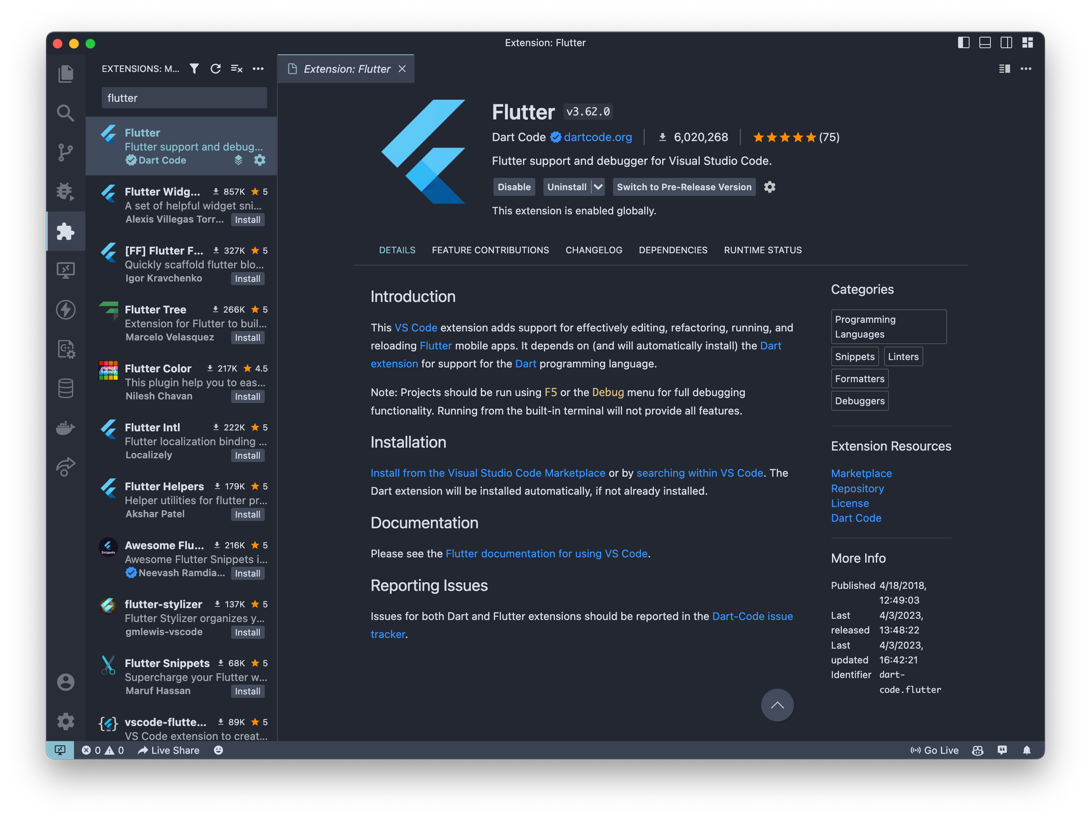 Extension: Flutter
EXTENSIONS: M...
flutter
Flutter
Flutter support and debug...
Dart Code
Flutter Widg... 857K 5
A set of helpful widget sni...
Alexis Villegas Torr... Install
[FF] Flutter F... 327K 5
Quickly scaffold flutter blo...
Igor Kravchenko Install
Flutter Tree 266K 5
Extension for Flutter to buil...
Marcelo Velasquez Install
Flutter Color 217K 4.5
This plugin help you to eas...
Nilesh Chavan Install
Flutter Intl 222K 5
Flutter localization binding ...
Localizely Install
Flutter Helpers 179K 5
Helper utilities for flutter pr...
Akshar Patel Install
Awesome Flu... 216K 5
Awesome Flutter Snippets i...
Neevash Ramdia... Install
flutter-stylizer 137K 5
Flutter Stylizer organizes y...
gmlewis-vscode Install
Flutter Snippets 68K 5
Supercharge your Flutter w...
Maruf Hassan Install
vscode-flutte... 89K 5
VS Code extension to creat...
Extension: Flutter
Flutter v3.62.0
Dart Code dartcode.org 6,020,268 (75)
Flutter support and debugger for Visual Studio Code.
Disable Uninstall Switch to Pre-Release Version
This extension is enabled globally.
DETAILS FEATURE CONTRIBUTIONS CHANGELOG DEPENDENCIES RUNTIME STATUS
Introduction
This VS Code extension adds support for effectively editing, refactoring, running, and
reloading Flutter mobile apps. It depends on (and will automatically install) the Dart
extension for support for the Dart programming language.
Note: Projects should be run using F5 or the Debug menu for full debugging
functionality. Running from the built-in terminal will not provide all features.
Installation
Install from the Visual Studio Code Marketplace or by searching within VS Code. The
Dart extension will be installed automatically, if not already installed.
Documentation
Please see the Flutter documentation for using VS Code.
Reporting Issues
Issues for both Dart and Flutter extensions should be reported in the Dart-Code issue
tracker.
Categories
Programming
Languages
Snippets Linters
Formatters
Debuggers
Extension Resources
Marketplace
Repository
License
Dart Code
More Info
Published 4/18/2018,
12:49:03
Last 4/3/2023,
released 13:48:22
Last 4/3/2023,
updated 16:42:21
Identifier dart-
code.flutter
0 0 Live Share Go Live